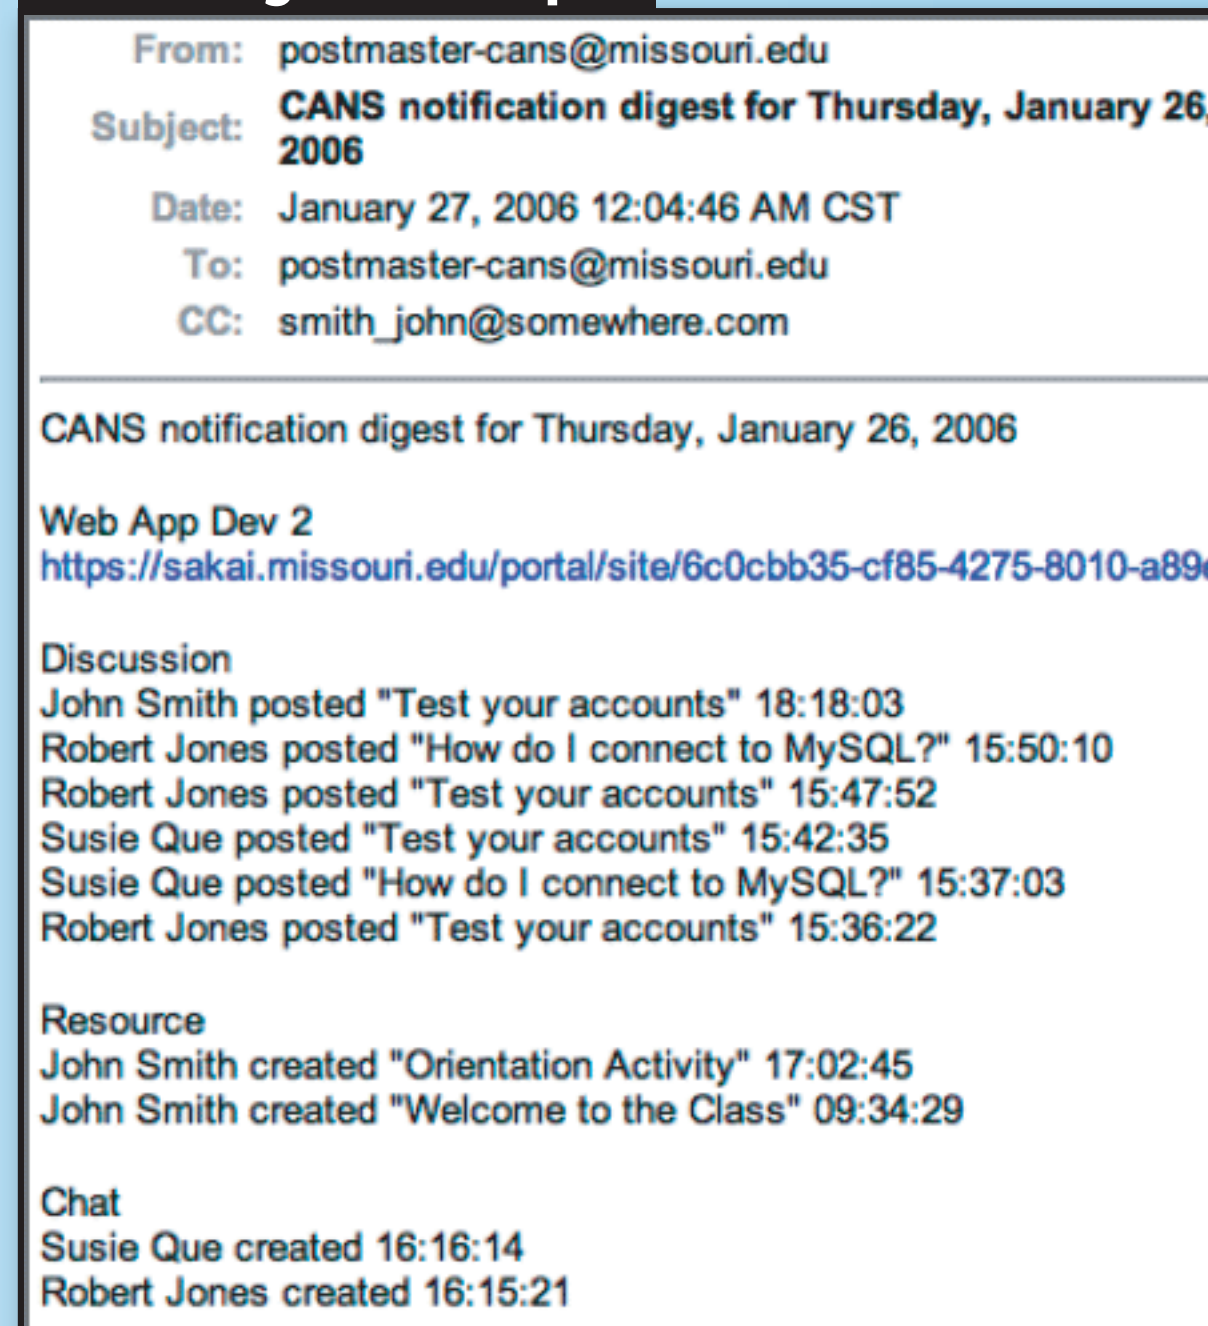 From: postmaster-cans@missouri.edu
Subject: CANS notification digest for Thursday, January 26,
2006
Date: January 27, 2006 12:04:46 AM CST
To: postmaster-cans@missouri.edu
CC: smith_john@somewhere.com
CANS notification digest for Thursday, January 26, 2006
Web App Dev 2
https://sakai.missouri.edu/portal/site/6c0cbb35-cf85-4275-8010-a89
Discussion
John Smith posted "Test your accounts" 18:18:03
Robert Jones posted "How do I connect to MySQL?" 15:50:10
Robert Jones posted "Test your accounts" 15:47:52
Susie Que posted "Test your accounts" 15:42:35
Susie Que posted "How do I connect to MySQL?" 15:37:03
Robert Jones posted "Test your accounts" 15:36:22
Resource
John Smith created "Orientation Activity" 17:02:45
John Smith created "Welcome to the Class" 09:34:29
Chat
Susie Que created 16:16:14
Robert Jones created 16:15:21